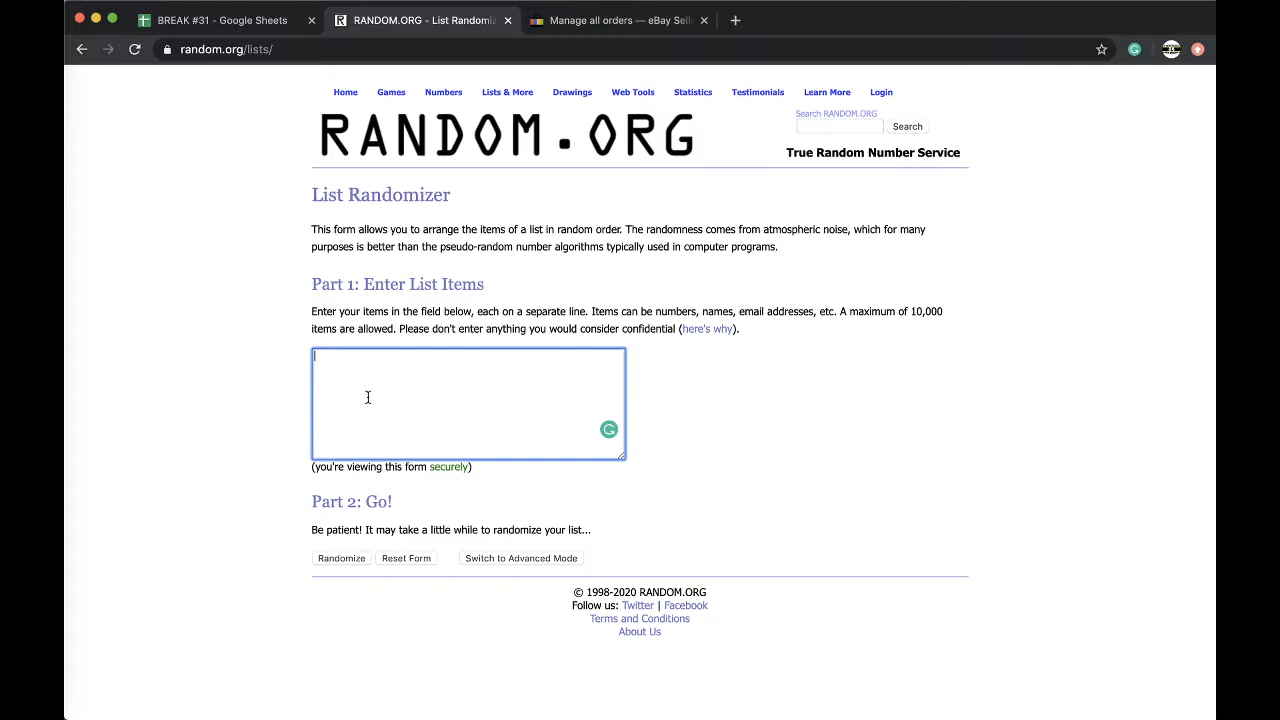 BREAK #31 - Google Sheets
RANDOM.ORG - List Randomiz
Manage all orders — eBay Sell
random.org/lists/
Home Games Numbers Lists & More Drawings Web Tools Statistics Testimonials Learn More Login
RANDOM.ORG
Search RANDOM.ORG
Search
True Random Number Service
List Randomizer
This form allows you to arrange the items of a list in random order. The randomness comes from atmospheric noise, which for many
purposes is better than the pseudo-random number algorithms typically used in computer programs.
Part 1: Enter List Items
Enter your items in the field below, each on a separate line. Items can be numbers, names, email addresses, etc. A maximum of 10,000
items are allowed. Please don't enter anything you would consider confidential (here's why).
(you're viewing this form securely)
Part 2: Go!
Be patient! It may take a little while to randomize your list...
Randomize Reset Form Switch to Advanced Mode
© 1998-2020 RANDOM.ORG
Follow us: Twitter | Facebook
Terms and Conditions
About Us